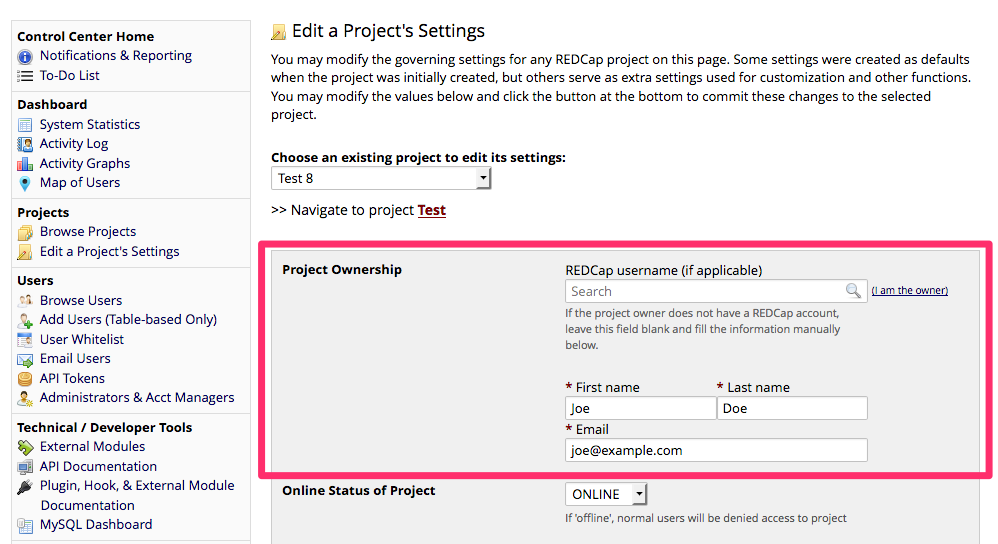 Control Center Home
Notifications & Reporting
To-Do List
Dashboard
System Statistics
Activity Log
Activity Graphs
Map of Users
Projects
Browse Projects
Edit a Project's Settings
Users
Browse Users
Add Users (Table-based Only)
User Whitelist
Email Users
API Tokens
Administrators & Acct Managers
Technical / Developer Tools
External Modules
API Documentation
Plugin, Hook, & External Module
Documentation
MySQL Dashboard
Edit a Project's Settings
You may modify the governing settings for any REDCap project on this page. Some settings were created as defaults
when the project was initially created, but others serve as extra settings used for customization and other functions.
You may modify the values below and click the button at the bottom to commit these changes to the selected
project.
Choose an existing project to edit its settings:
Test 8
>> Navigate to project Test
Project Ownership
REDCap username (if applicable)
Search
(I am the owner)
If the project owner does not have a REDCap account,
leave this field blank and fill the information manually
below.
* First name * Last name
Joe Doe
* Email
joe@example.com
Online Status of Project
ONLINE
If 'offline', normal users will be denied access to project